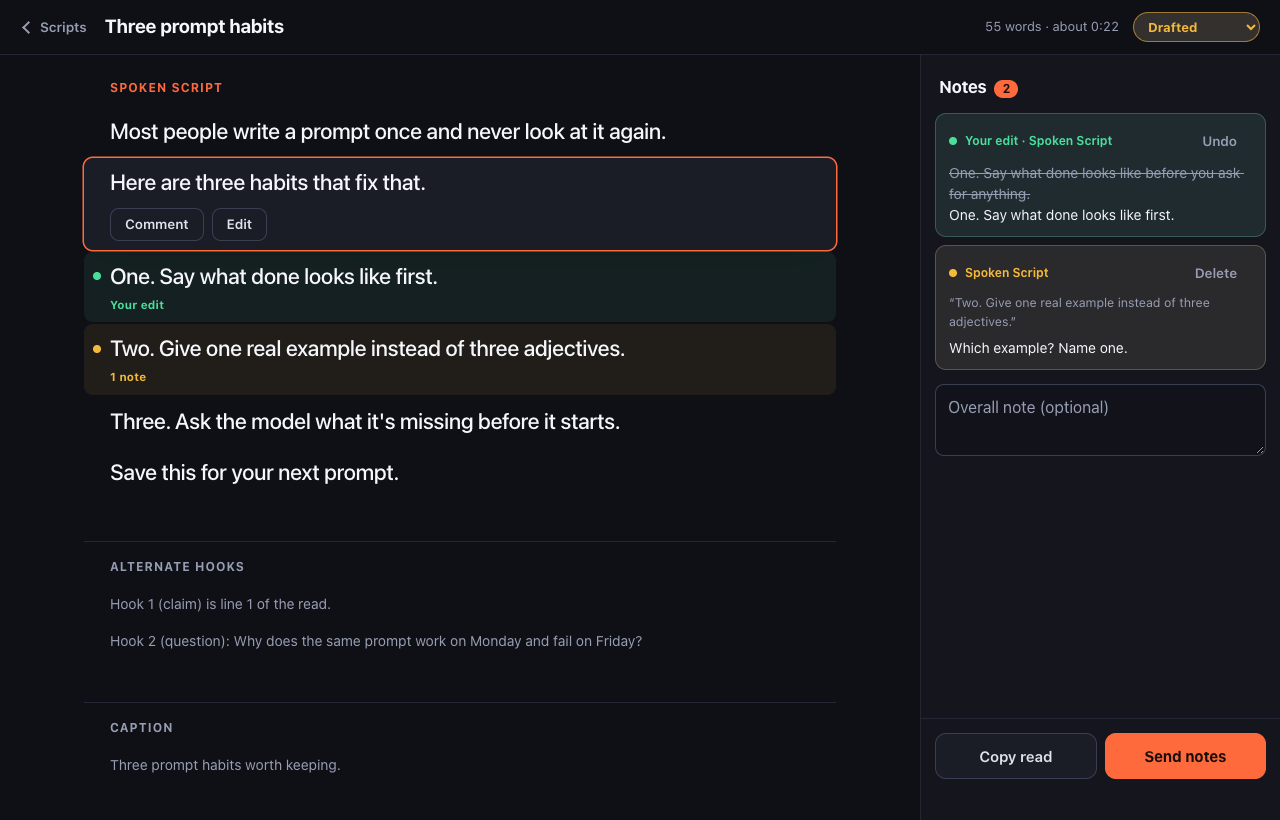 Scripts
Three prompt habits
55 words · about 0:22
Drafted
SPOKEN SCRIPT
Most people write a prompt once and never look at it again.
Here are three habits that fix that.
Comment
Edit
One. Say what done looks like first.
Your edit
Two. Give one real example instead of three adjectives.
1 note
Three. Ask the model what it's missing before it starts.
Save this for your next prompt.
ALTERNATE HOOKS
Hook 1 (claim) is line 1 of the read.
Hook 2 (question): Why does the same prompt work on Monday and fail on Friday?
CAPTION
Three prompt habits worth keeping.
Notes 2
Your edit · Spoken Script
Undo
One. Say what done looks like before you ask
for anything.
One. Say what done looks like first.
Spoken Script
Delete
“Two. Give one real example instead of three
adjectives.”
Which example? Name one.
Overall note (optional)
Copy read
Send notes